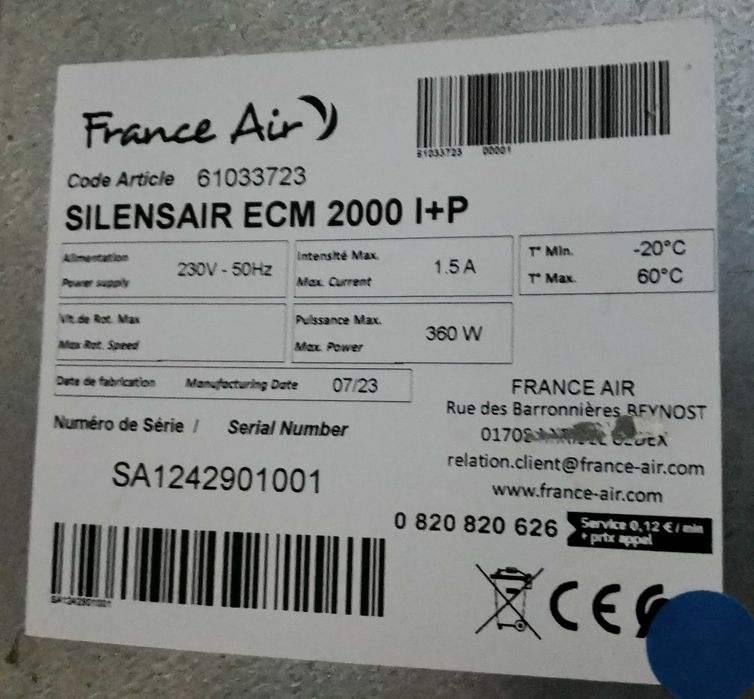 France Air
61033723 00001
Code Article 61033723
SILENSAIR ECM 2000 I+P
Alimentation
Power supply
230V - 50Hz
Intensité Max.
Max. Current
1.5 A
T° Min. -20°C
T° Max. 60°C
Vit.de Rot. Max
Max Rot. Speed
Puissance Max.
Max. Power
360 W
Date de fabrication Manufacturing Date 07/23
Numéro de Série / Serial Number
SA1242901001
FRANCE AIR
Rue des Barronnières BEYNOST
relation.client@france-air.com
www.france-air.com
0 820 820 626
Service 0,12 € / min
+ prix appel
SA1242901001
CE